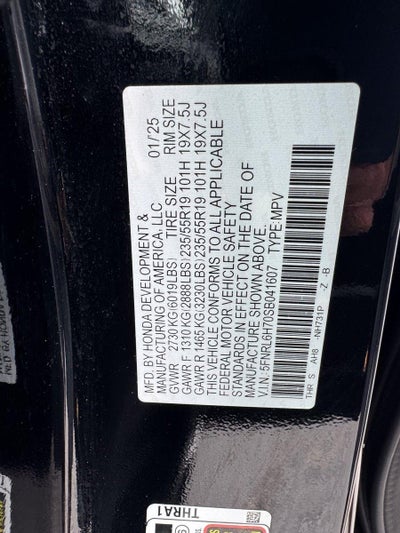 MFD. BY HONDA DEVELOPMENT & 01/25
MANUFACTURING OF AMERICA, LLC
GVWR 2730 KG (6019LBS) TIRE SIZE RIM SIZE
GAWR F 1310 KG (2888LBS) 235/55R19 101H 19X7.5J
GAWR R 1465 KG (3230LBS) 235/55R19 101H 19X7.5J
THIS VEHICLE CONFORMS TO ALL APPLICABLE
FEDERAL MOTOR VEHICLE SAFETY
STANDARDS IN EFFECT ON THE DATE OF
MANUFACTURE SHOWN ABOVE.
V.I.N.: 5FNRL6H70SB041607 TYPE:MPV
THR S AH8 NH731P -Z -B
THRA1